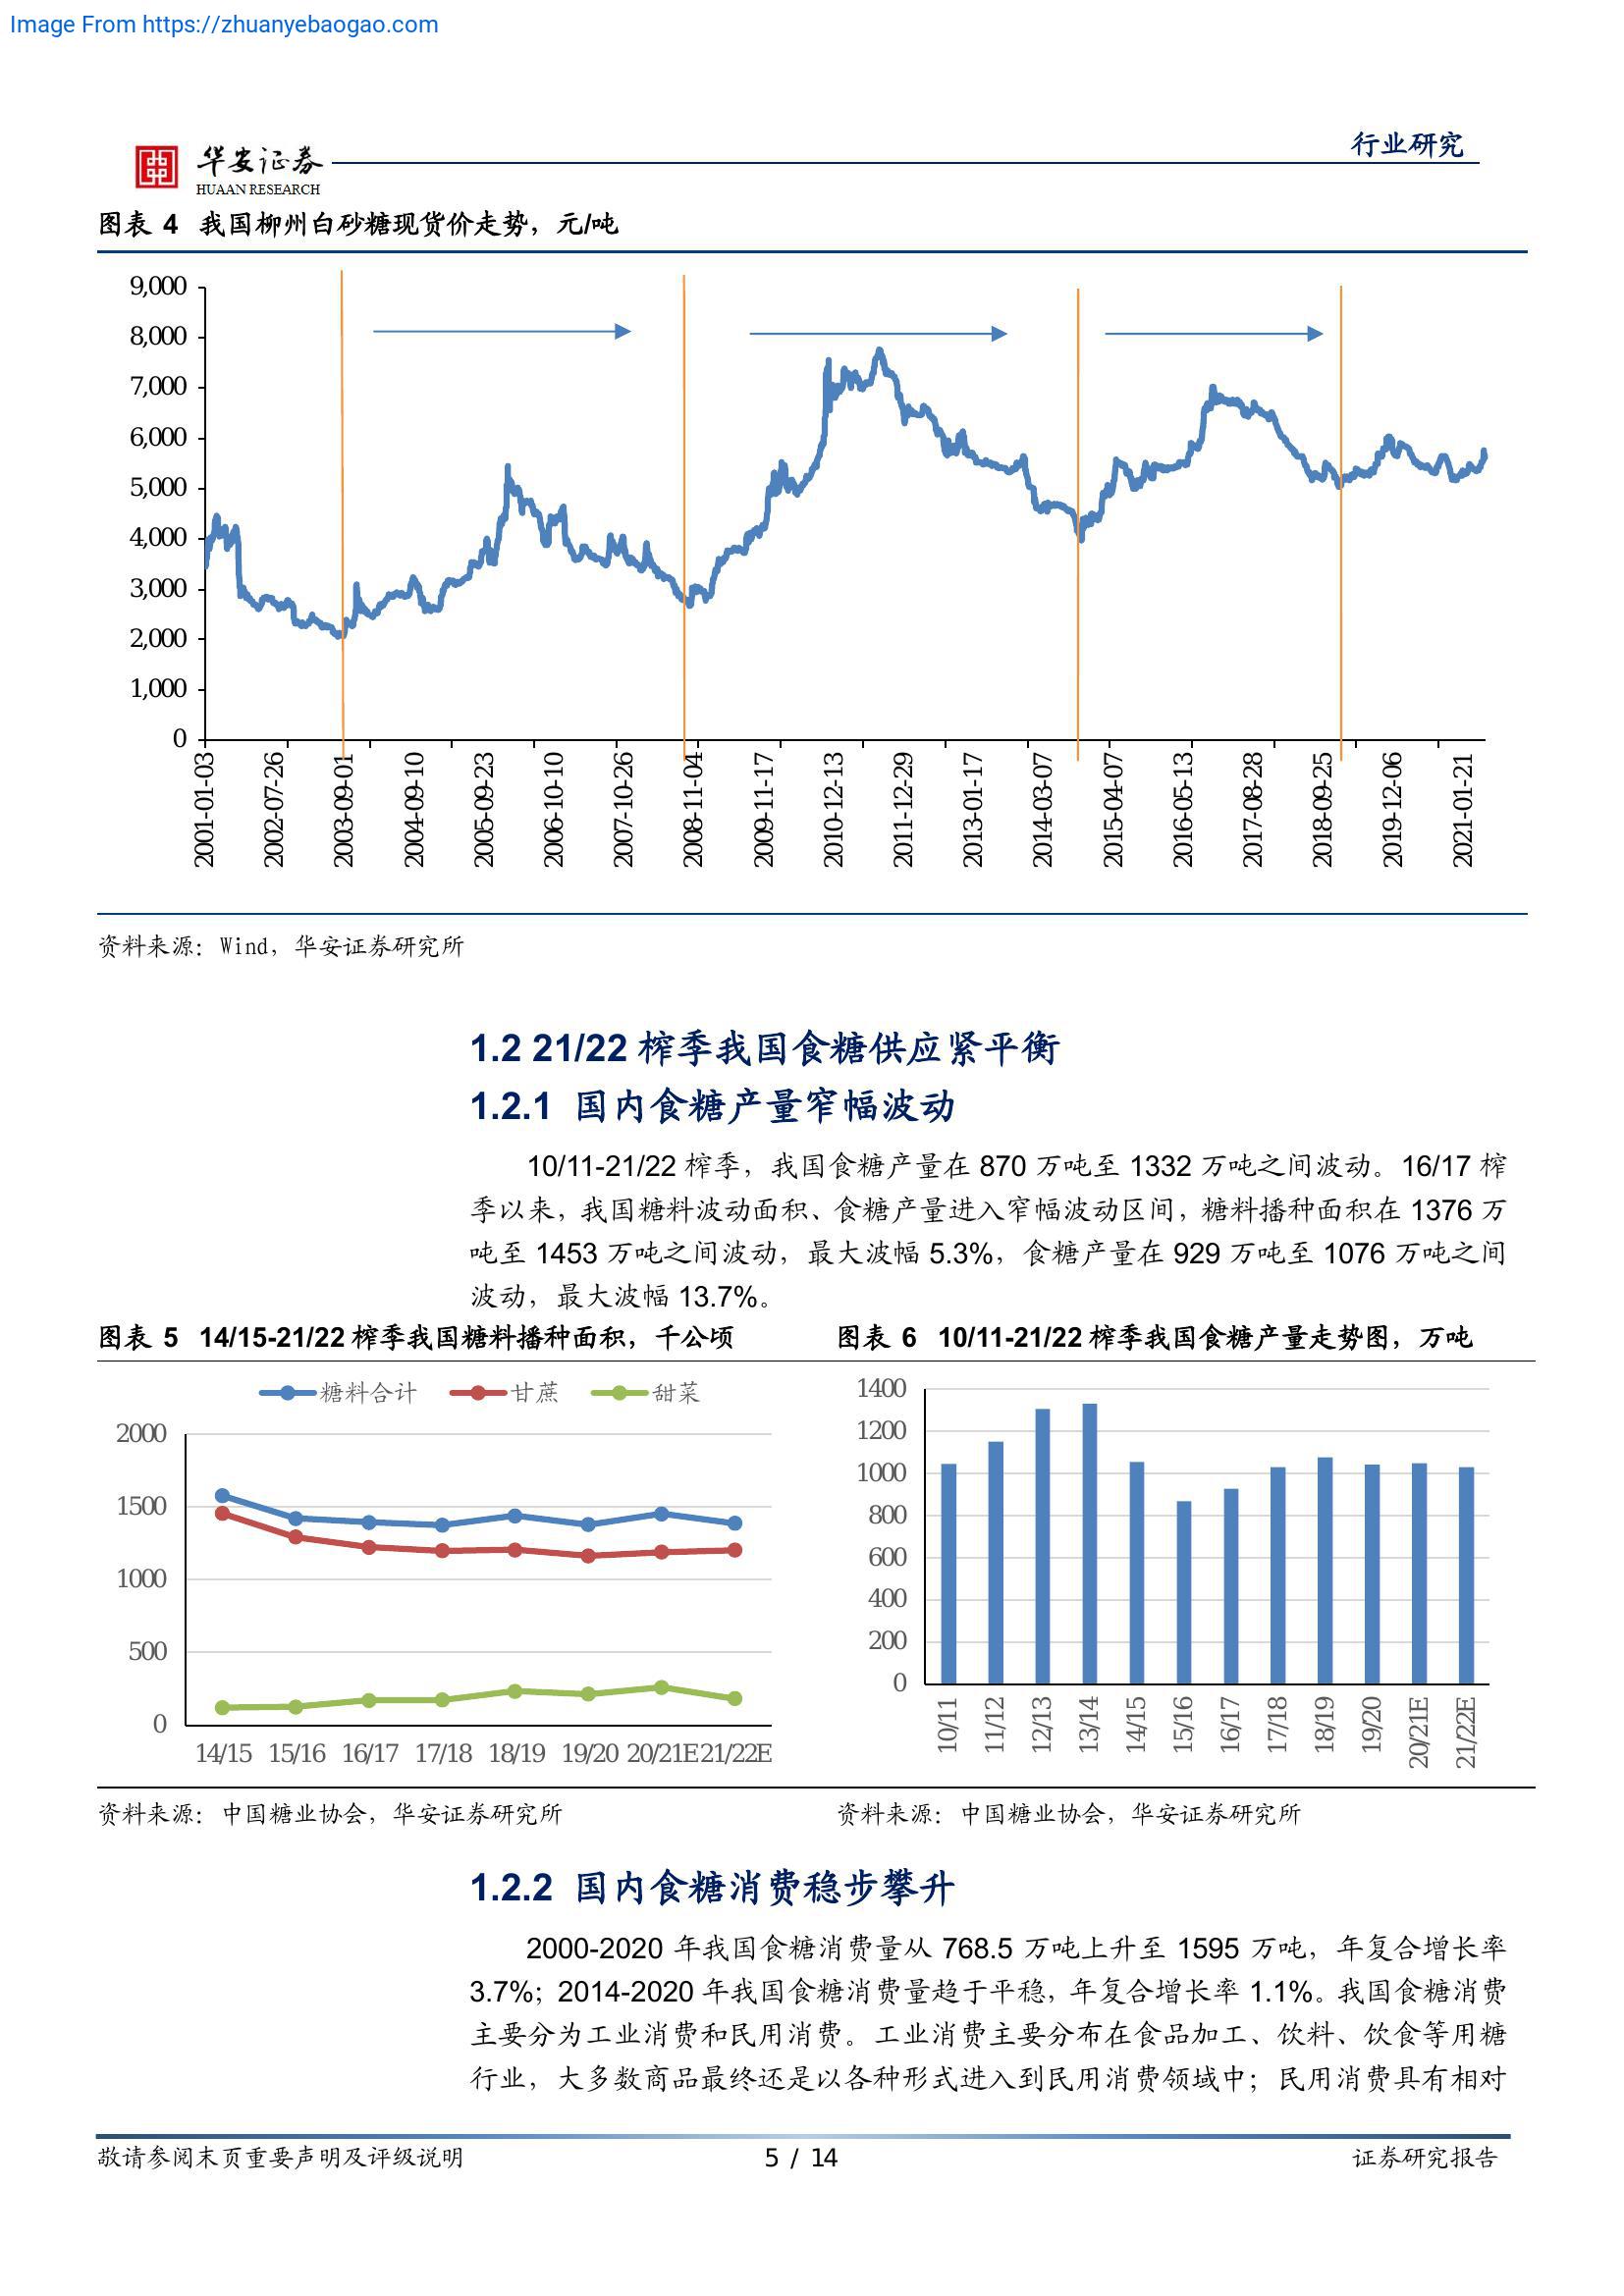 Image From https://zhuanyebaogao.com
华安证券
HUAAN RESEARCH
行业研究
图表 4 我国柳州白砂糖现货价走势，元/吨
9,000
8,000
7,000
6,000
5,000
4,000
3,000
2,000
1,000
0
2001-01-03
2002-07-26
2003-09-01
2004-09-10
2005-09-23
2006-10-10
2007-10-26
2008-11-04
2009-11-17
2010-12-13
2011-12-29
2013-01-17
2014-03-07
2015-04-07
2016-05-13
2017-08-28
2018-09-25
2019-12-06
2021-01-21
资料来源：Wind，华安证券研究所
1.2 21/22 榨季我国食糖供应紧平衡
1.2.1 国内食糖产量窄幅波动
10/11-21/22 榨季，我国食糖产量在 870 万吨至 1332 万吨之间波动。16/17 榨
季以来，我国糖料波动面积、食糖产量进入窄幅波动区间，糖料播种面积在 1376 万
吨至 1453 万吨之间波动，最大波幅 5.3%，食糖产量在 929 万吨至 1076 万吨之间
波动，最大波幅 13.7%。
图表 5 14/15-21/22 榨季我国糖料播种面积，千公顷
糖料合计 甘蔗 甜菜
2000
1500
1000
500
0
14/15 15/16 16/17 17/18 18/19 19/20 20/21E 21/22E
资料来源：中国糖业协会，华安证券研究所
图表 6 10/11-21/22 榨季我国食糖产量走势图，万吨
1400
1200
1000
800
600
400
200
0
10/11
11/12
12/13
13/14
14/15
15/16
16/17
17/18
18/19
19/20
20/21E
21/22E
资料来源：中国糖业协会，华安证券研究所
1.2.2 国内食糖消费稳步攀升
2000-2020 年我国食糖消费量从 768.5 万吨上升至 1595 万吨，年复合增长率
3.7%；2014-2020 年我国食糖消费量趋于平稳，年复合增长率 1.1%。我国食糖消费
主要分为工业消费和民用消费。工业消费主要分布在食品加工、饮料、饮食等用糖
行业，大多数商品最终还是以各种形式进入到民用消费领域中；民用消费具有相对
敬请参阅末页重要声明及评级说明
5 / 14
证券研究报告